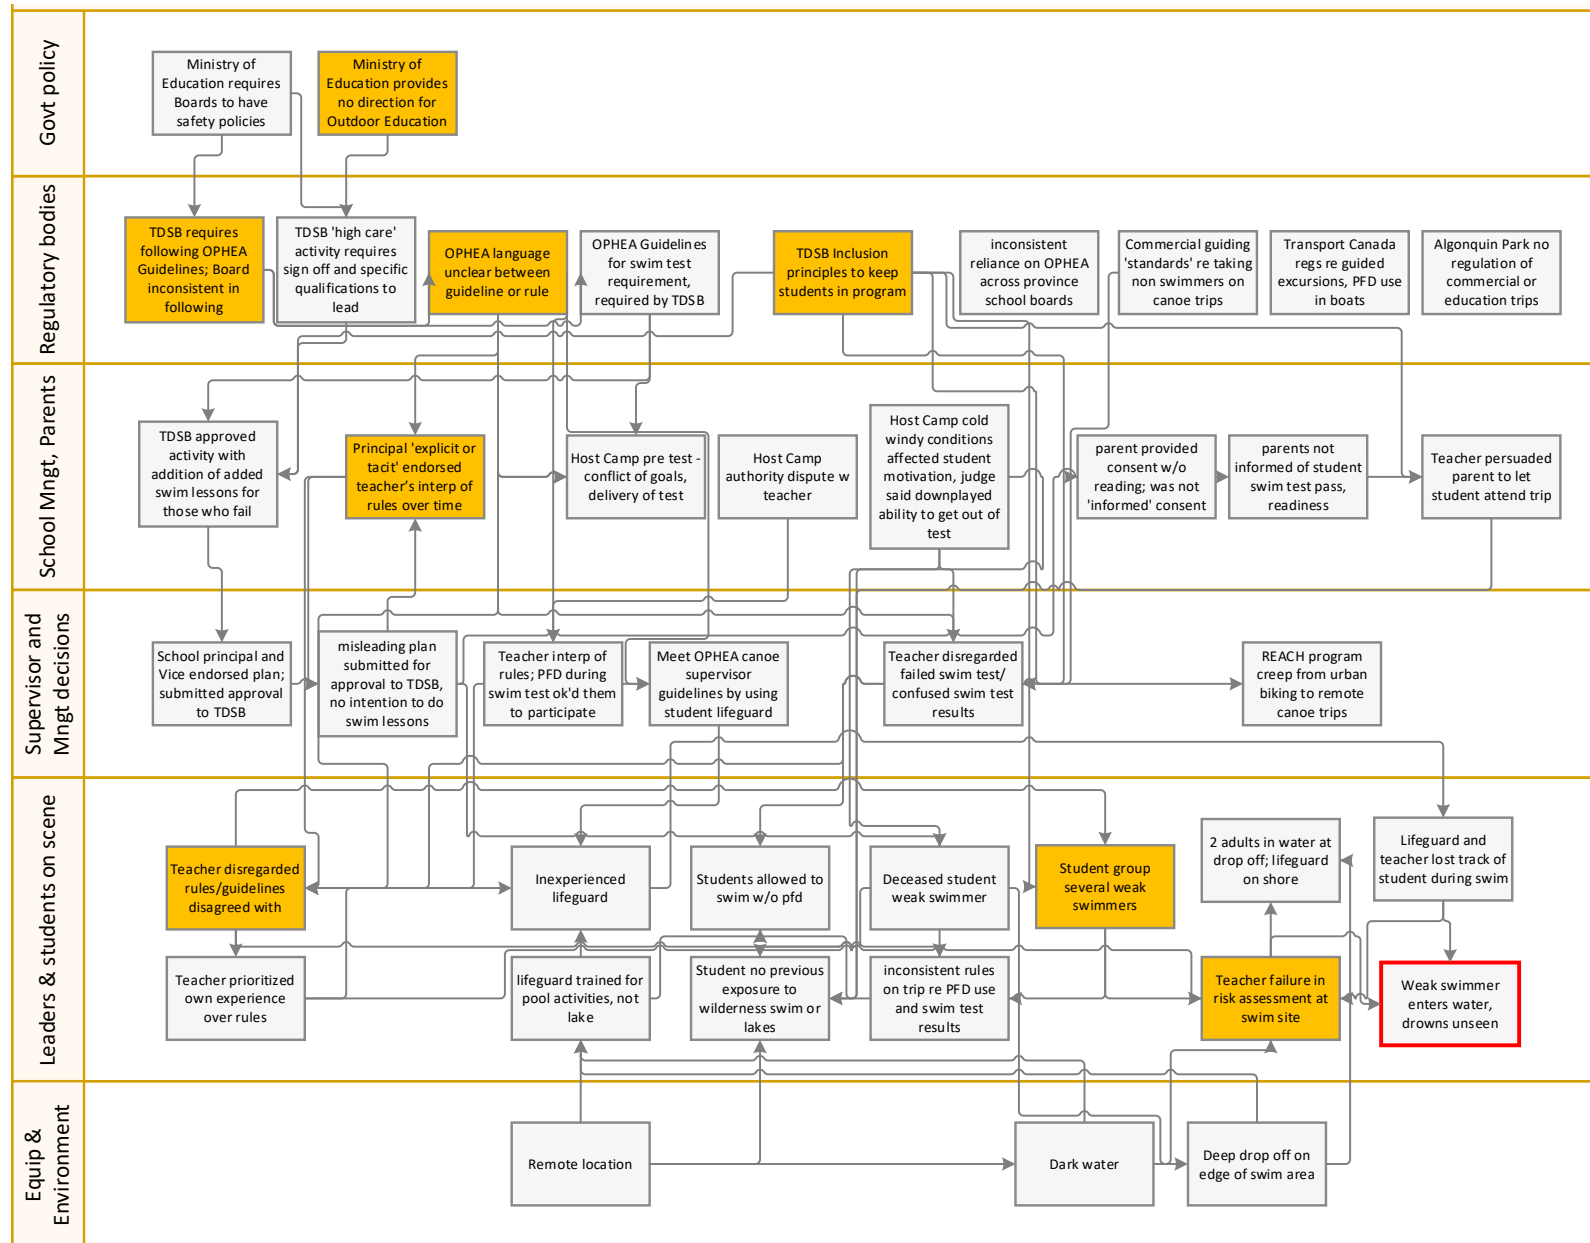 Govt policy
Ministry of
Education requires
Boards to have
safety policies
Ministry of
Education provides
no direction for
Outdoor Education
Regulatory bodies
TDSB requires
following OPHEA
Guidelines; Board
inconsistent in
following
TDSB 'high care'
activity requires
sign off and specific
qualifications to
lead
OPHEA language
unclear between
guideline or rule
OPHEA Guidelines
for swim test
requirement,
required by TDSB
TDSB Inclusion
principles to keep
students in program
inconsistent
reliance on OPHEA
across province
school boards
Commercial guiding
'standards' re taking
non swimmers on
canoe trips
Transport Canada
regs re guided
excursions, PFD use
in boats
Algonquin Park no
regulation of
commercial or
education trips
School Mngt, Parents
TDSB approved
activity with
addition of added
swim lessons for
those who fail
Principal 'explicit or
tacit' endorsed
teacher’s interp of
rules over time
Host Camp pre test -
conflict of goals,
delivery of test
Host Camp
authority dispute w
teacher
Host Camp cold
windy conditions
affected student
motivation, judge
said downplayed
ability to get out of
test
parent provided
consent w/o
reading; was not
'informed' consent
parents not
informed of student
swim test pass,
readiness
Teacher persuaded
parent to let
student attend trip
Supervisor and
Mngt decisions
School principal and
Vice endorsed plan;
submitted approval
to TDSB
misleading plan
submitted for
approval to TDSB,
no intention to do
swim lessons
Teacher interp of
rules; PFD during
swim test ok'd them
to participate
Meet OPHEA canoe
supervisor
guidelines by using
student lifeguard
Teacher disregarded
failed swim test/
confused swim test
results
REACH program
creep from urban
biking to remote
canoe trips
Leaders & students on scene
Teacher disregarded
rules/guidelines
disagreed with
Inexperienced
lifeguard
Students allowed to
swim w/o pfd
Deceased student
weak swimmer
Student group
several weak
swimmers
2 adults in water at
drop off; lifeguard
on shore
Lifeguard and
teacher lost track of
student during swim
Teacher prioritized
own experience
over rules
lifeguard trained for
pool activities, not
lake
Student no previous
exposure to
wilderness swim or
lakes
inconsistent rules
on trip re PFD use
and swim test
results
Teacher failure in
risk assessment at
swim site
Weak swimmer
enters water,
drowns unseen
Equip &
Environment
Remote location
Dark water
Deep drop off on
edge of swim area